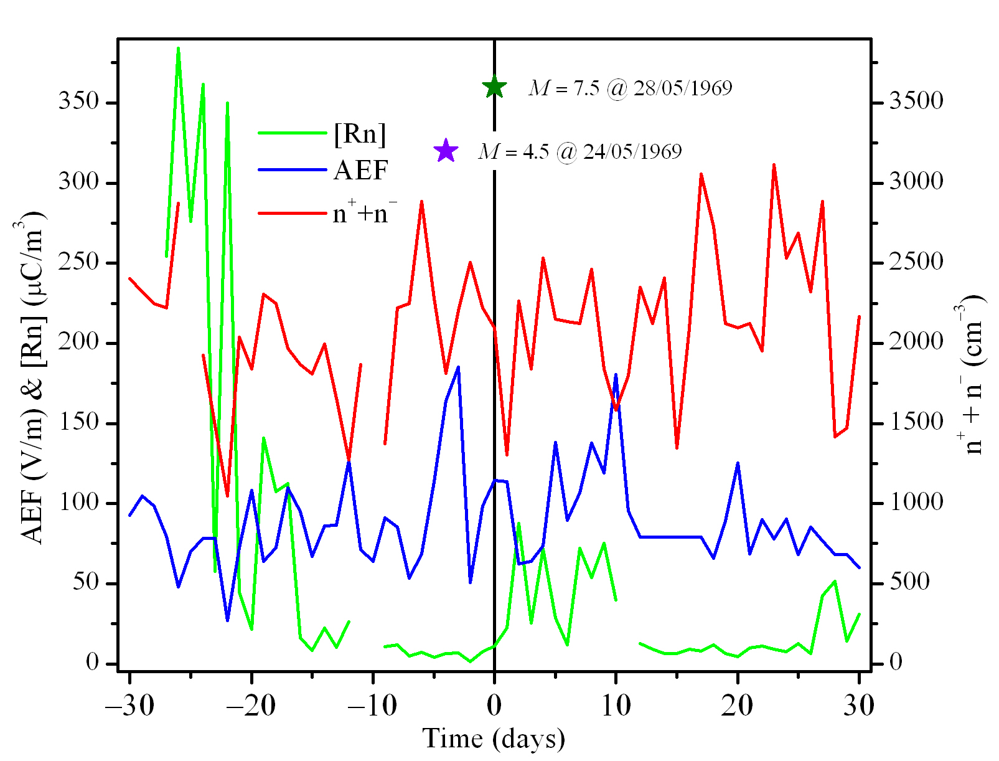 AEF (V/m) & [Rn] (μC/m³)
350
300
250
200
150
100
50
0
[Rn]
AEF
n⁺+n⁻
M = 7.5 @ 28/05/1969
M = 4.5 @ 24/05/1969
3500
3000
2500
2000
1500
1000
500
0
n⁺ + n⁻ (cm⁻³)
−30 −20 −10 0 10 20 30
Time (days)